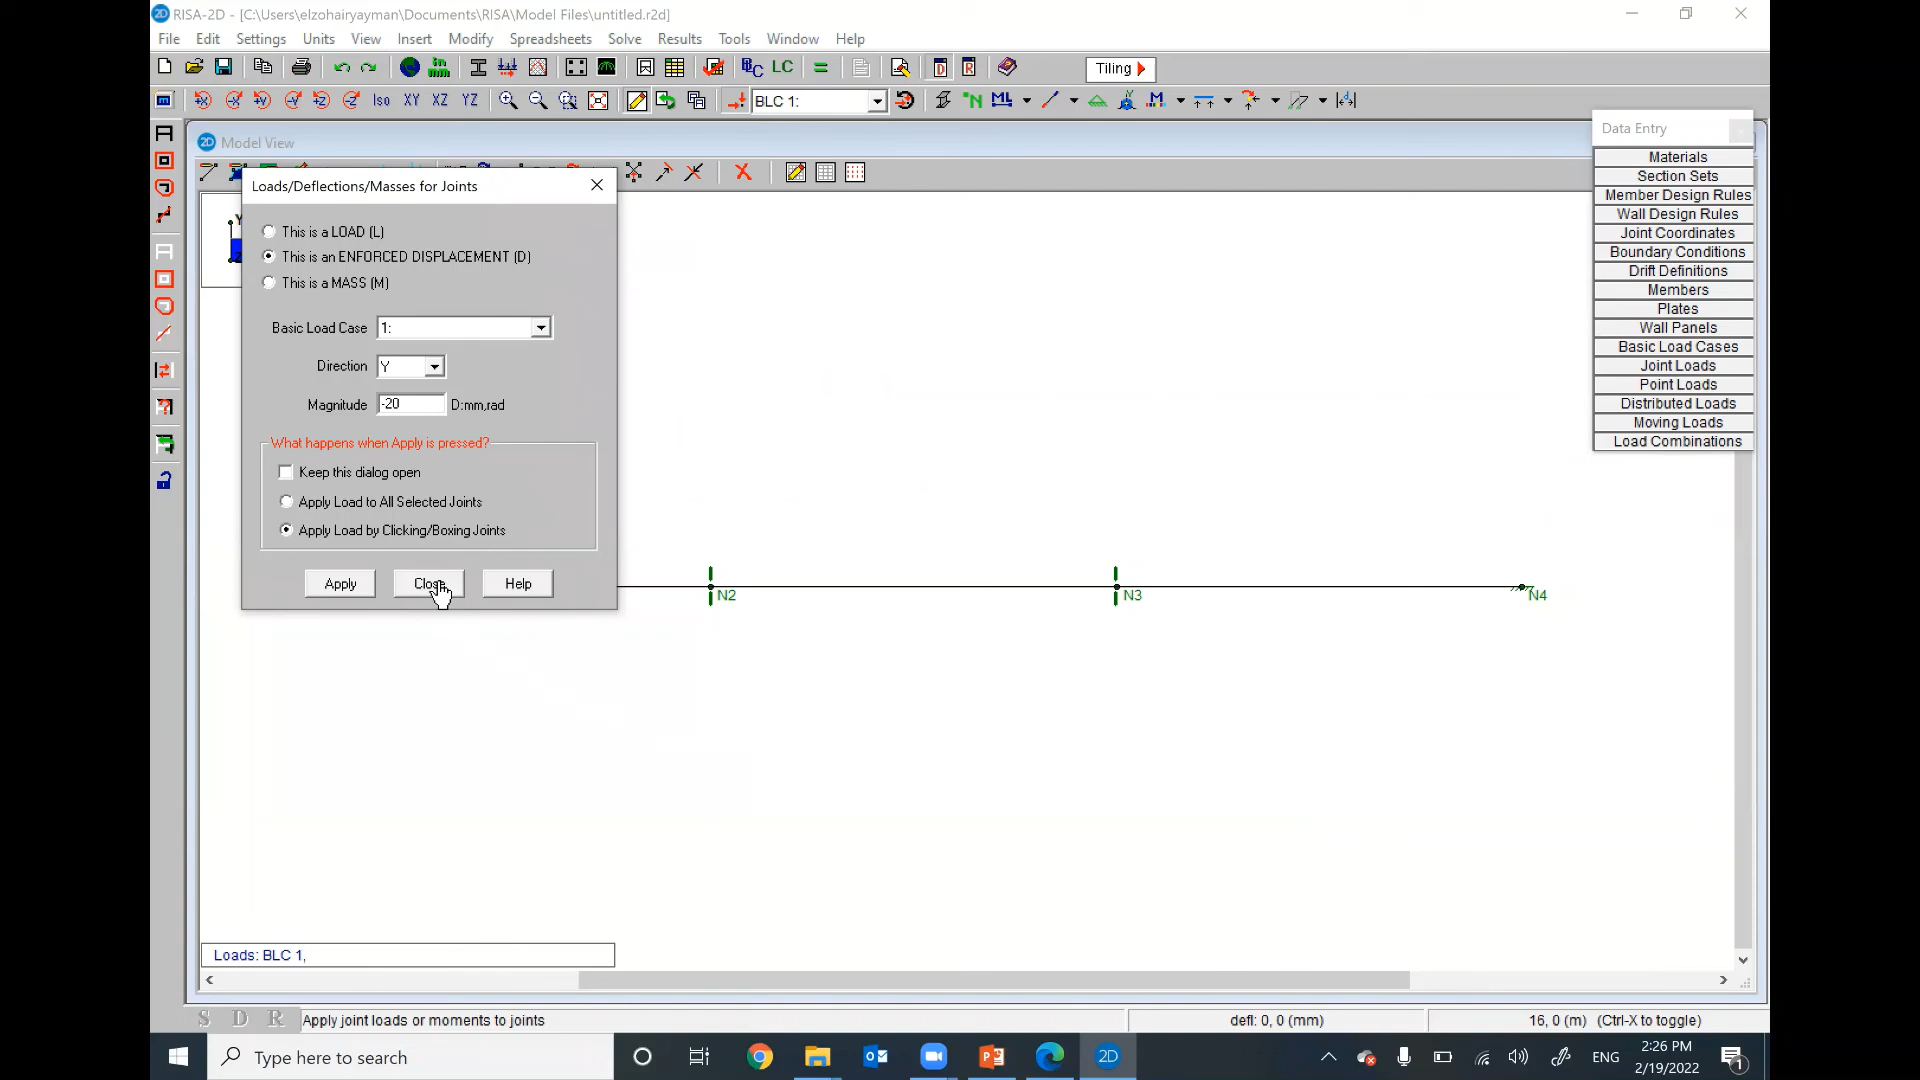 RISA-2D - [C:\Users\elzohairyayman\Documents\RISA\Model Files\untitled.r2d]
File Edit Settings Units View Insert Modify Spreadsheets Solve Results Tools Window Help
BC LC = D R Tiling
Iso XY XZ YZ BLC 1: N ML M
2D Model View
Data Entry
Materials
Section Sets
Member Design Rules
Wall Design Rules
Joint Coordinates
Boundary Conditions
Drift Definitions
Members
Plates
Wall Panels
Basic Load Cases
Joint Loads
Point Loads
Distributed Loads
Moving Loads
Load Combinations
Y
Loads/Deflections/Masses for Joints
This is a LOAD (L)
This is an ENFORCED DISPLACEMENT (D)
This is a MASS (M)
Basic Load Case 1:
Direction Y
Magnitude -20 D:mm,rad
What happens when Apply is pressed?
Keep this dialog open
Apply Load to All Selected Joints
Apply Load by Clicking/Boxing Joints
Apply Close Help
N2 N3 N4
Loads: BLC 1,
S D R Apply joint loads or moments to joints defl: 0, 0 (mm) 16, 0 (m) (Ctrl-X to toggle)
Type here to search 2D ENG 2:26 PM
2/19/2022 1